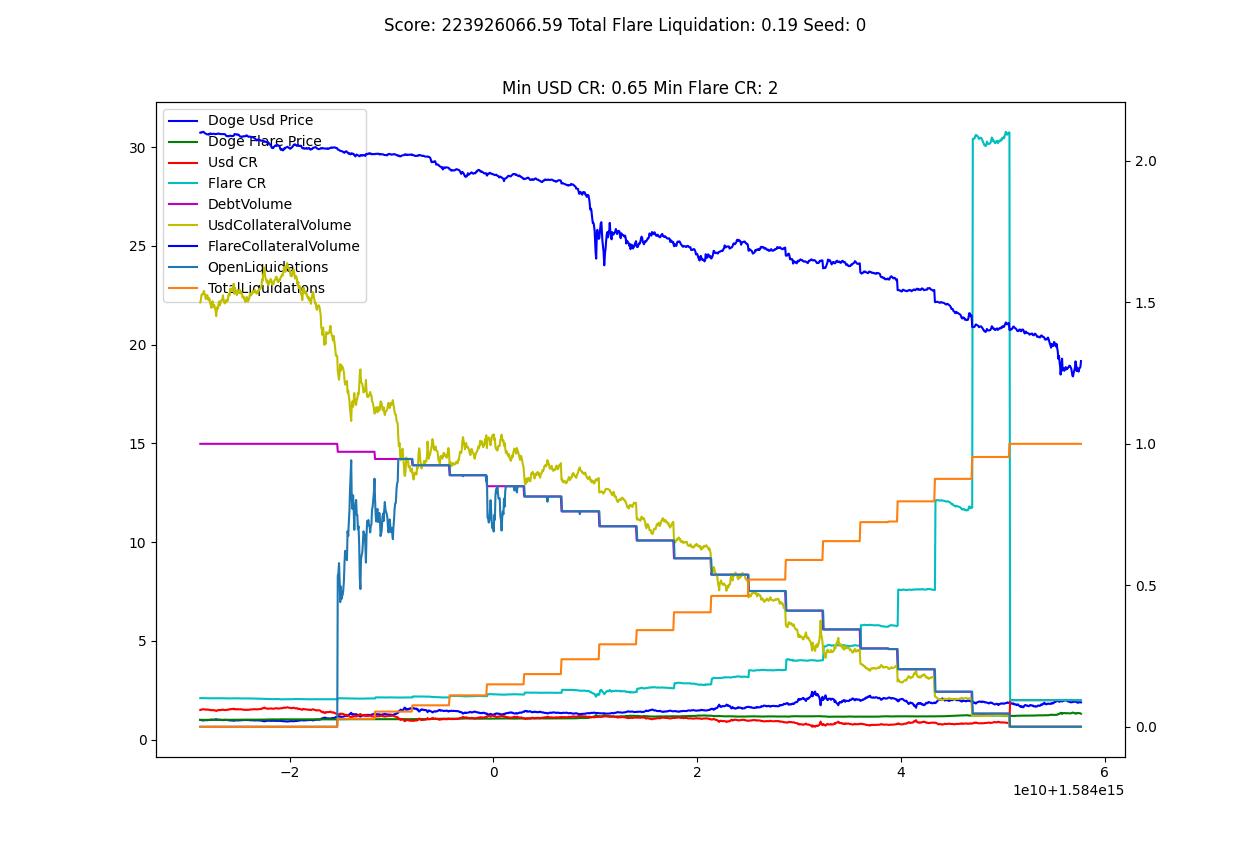 Score: 223926066.59 Total Flare Liquidation: 0.19 Seed: 0
Min USD CR: 0.65 Min Flare CR: 2
Doge Usd Price
Doge Flare Price
Usd CR
Flare CR
DebtVolume
UsdCollateralVolume
FlareCollateralVolume
OpenLiquidations
TotalLiquidations
30
25
20
15
10
5
0
2.0
1.5
1.0
0.5
0.0
−2
0
2
4
6
1e10+1.584e15